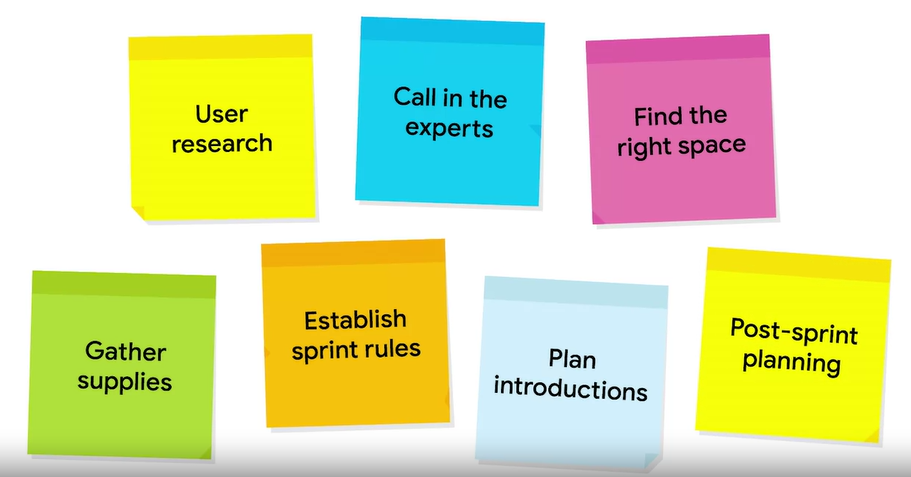 User
research
Call in the
experts
Find the
right space
Gather
supplies
Establish
sprint rules
Plan
introductions
Post-sprint
planning